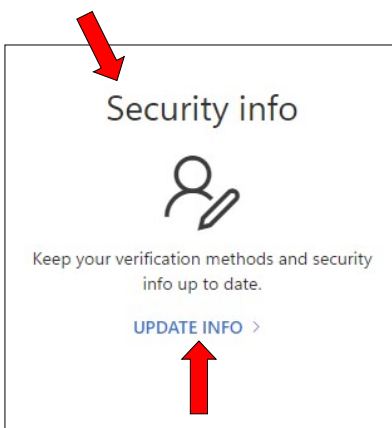 Security info
Keep your verification methods and security
info up to date.
UPDATE INFO >